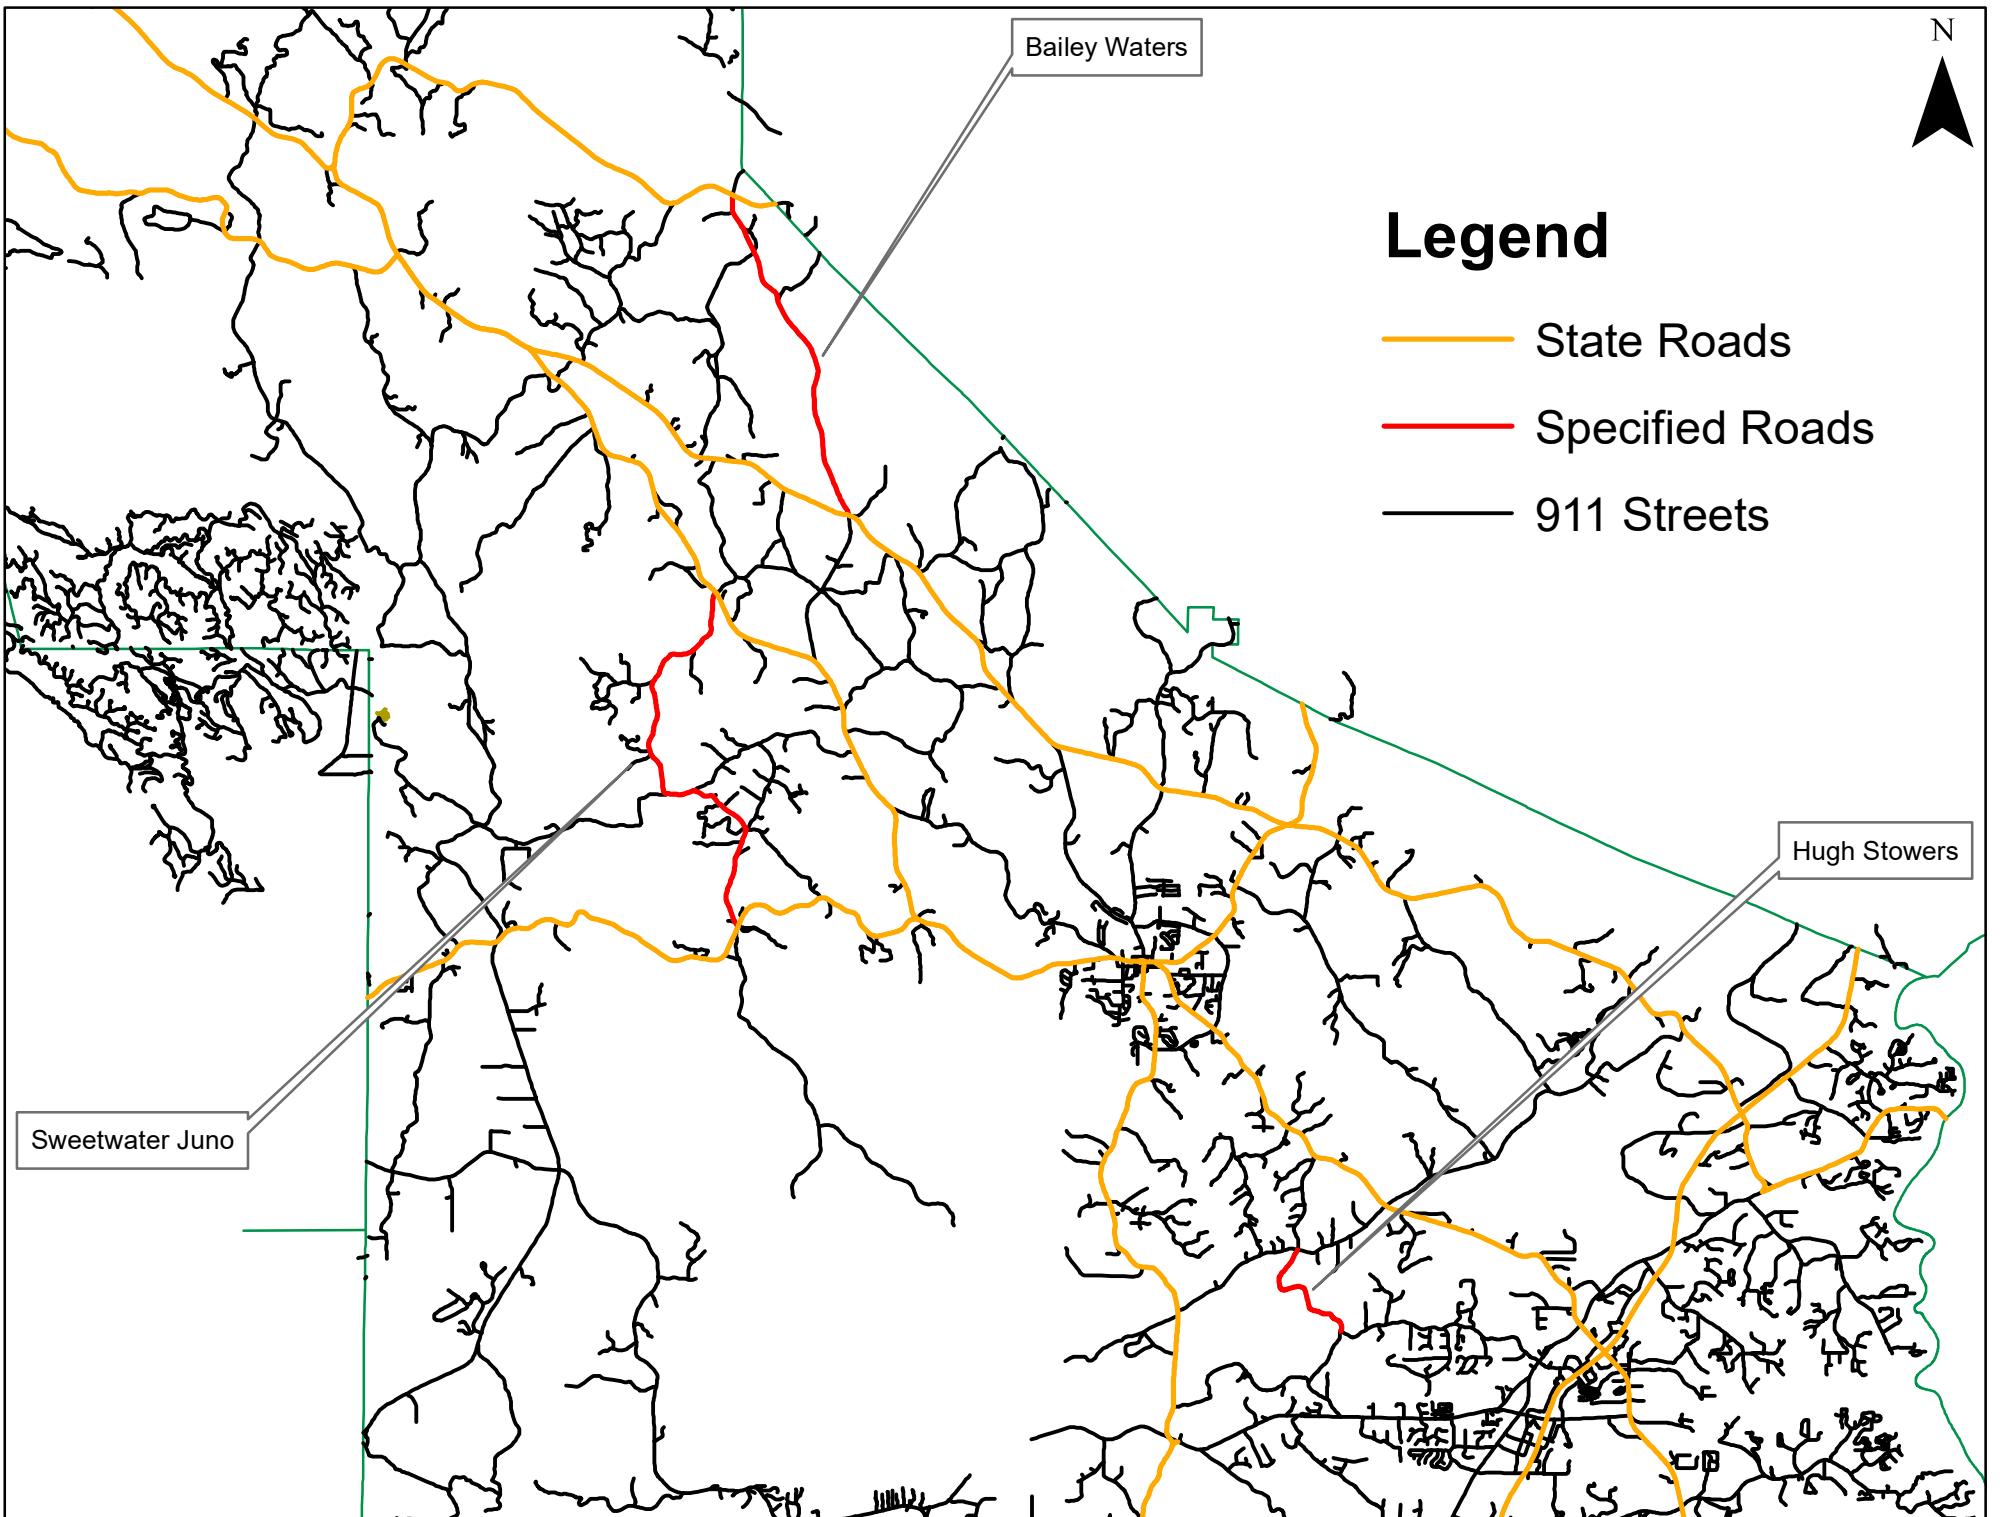 Bailey Waters
N
Legend
State Roads
Specified Roads
911 Streets
Hugh Stowers
Sweetwater Juno